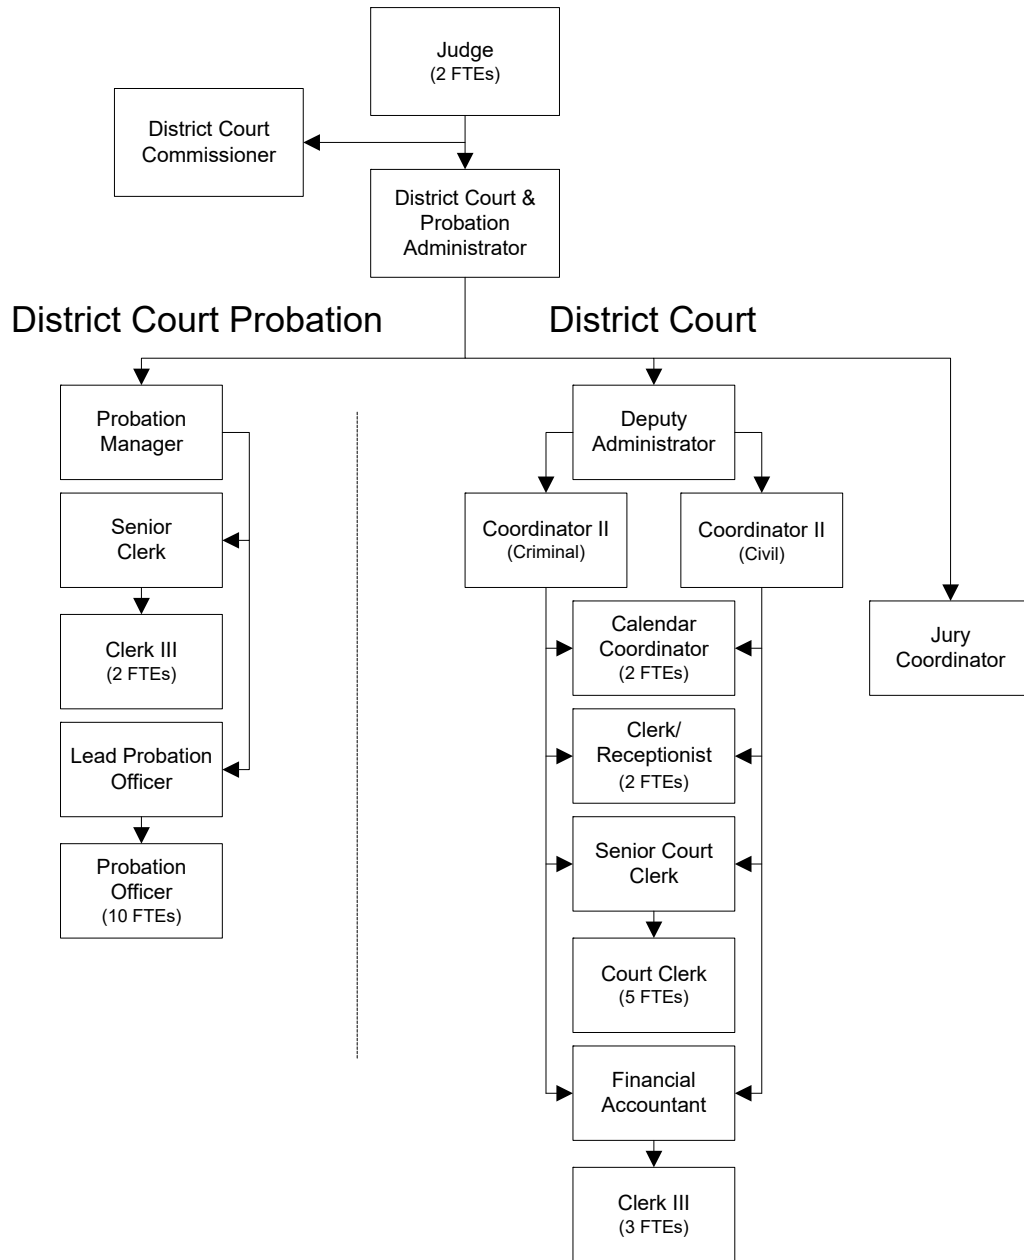 Judge
(2 FTEs)
District Court
Commissioner
District Court &
Probation
Administrator
District Court Probation
District Court
Probation
Manager
Senior
Clerk
Clerk III
(2 FTEs)
Lead Probation
Officer
Probation
Officer
(10 FTEs)
Deputy
Administrator
Coordinator II
(Criminal)
Coordinator II
(Civil)
Calendar
Coordinator
(2 FTEs)
Clerk/
Receptionist
(2 FTEs)
Senior Court
Clerk
Court Clerk
(5 FTEs)
Financial
Accountant
Clerk III
(3 FTEs)
Jury
Coordinator